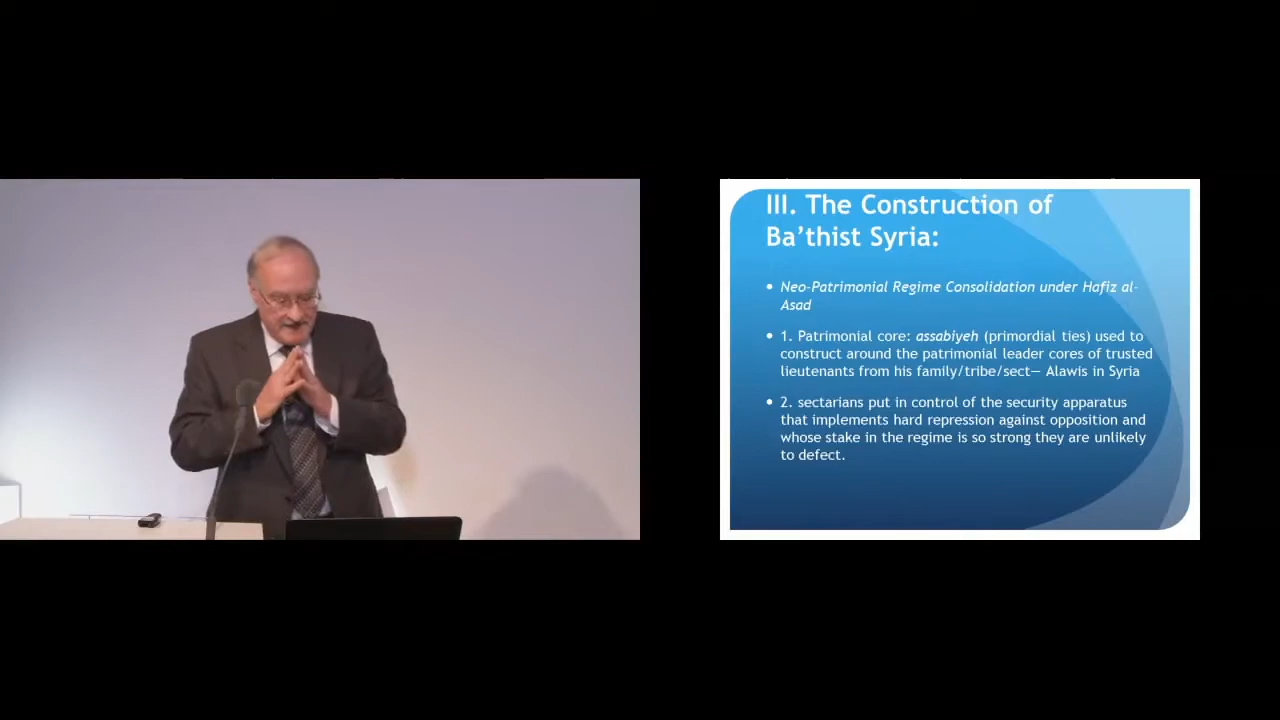 III. The Construction of
Ba’thist Syria:
• Neo-Patrimonial Regime Consolidation under Hafiz al-
Asad
• 1. Patrimonial core: assabiyeh (primordial ties) used to
construct around the patrimonial leader cores of trusted
lieutenants from his family/tribe/sect— Alawis in Syria
• 2. sectarians put in control of the security apparatus
that implements hard repression against opposition and
whose stake in the regime is so strong they are unlikely
to defect.